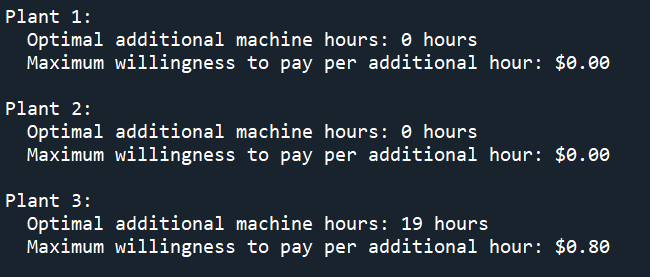 Plant 1:
  Optimal additional machine hours: 0 hours
  Maximum willingness to pay per additional hour: $0.00
Plant 2:
  Optimal additional machine hours: 0 hours
  Maximum willingness to pay per additional hour: $0.00
Plant 3:
  Optimal additional machine hours: 19 hours
  Maximum willingness to pay per additional hour: $0.80